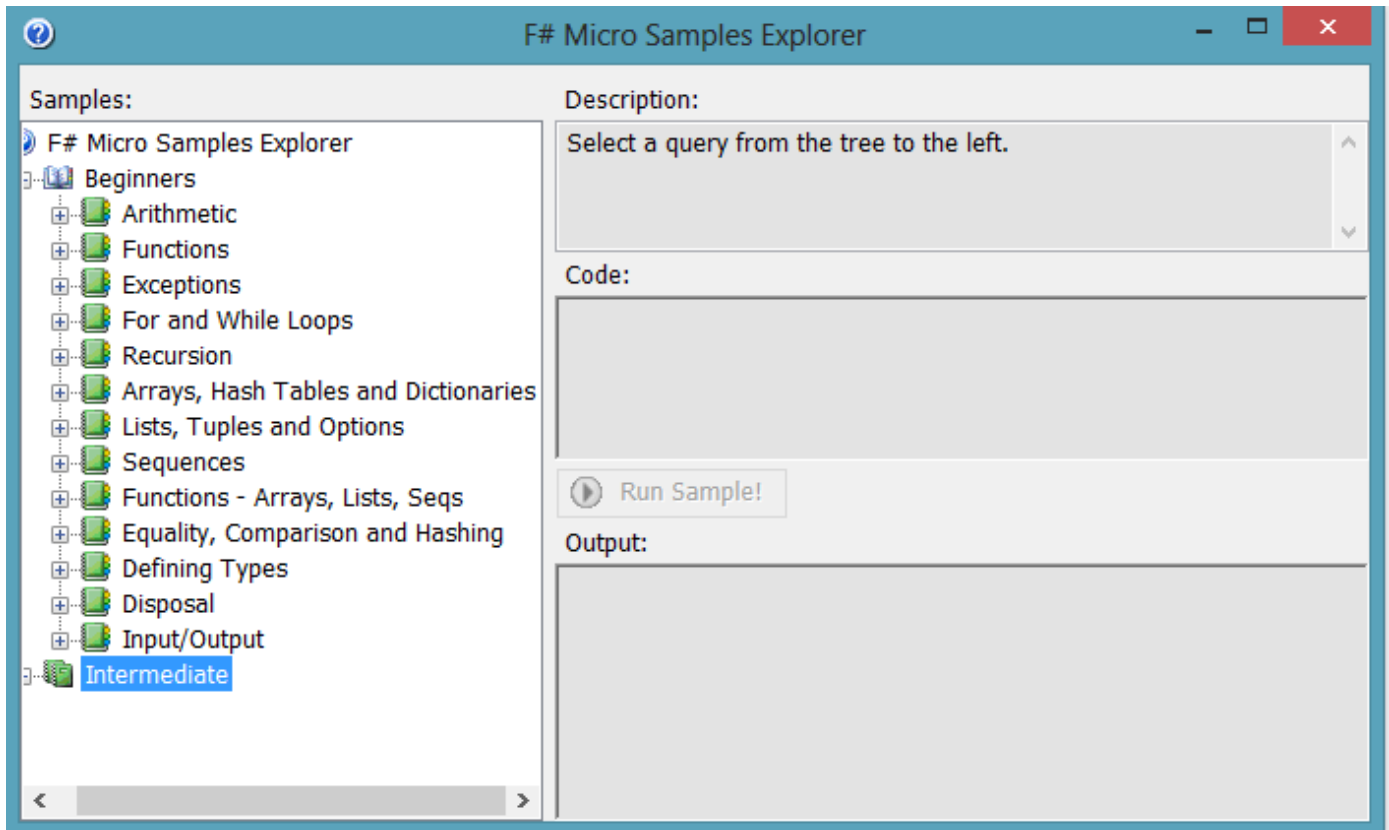 F# Micro Samples Explorer
Samples:
F# Micro Samples Explorer
Beginners
Arithmetic
Functions
Exceptions
For and While Loops
Recursion
Arrays, Hash Tables and Dictionaries
Lists, Tuples and Options
Sequences
Functions - Arrays, Lists, Seqs
Equality, Comparison and Hashing
Defining Types
Disposal
Input/Output
Intermediate
Description:
Select a query from the tree to the left.
Code:
Run Sample!
Output: